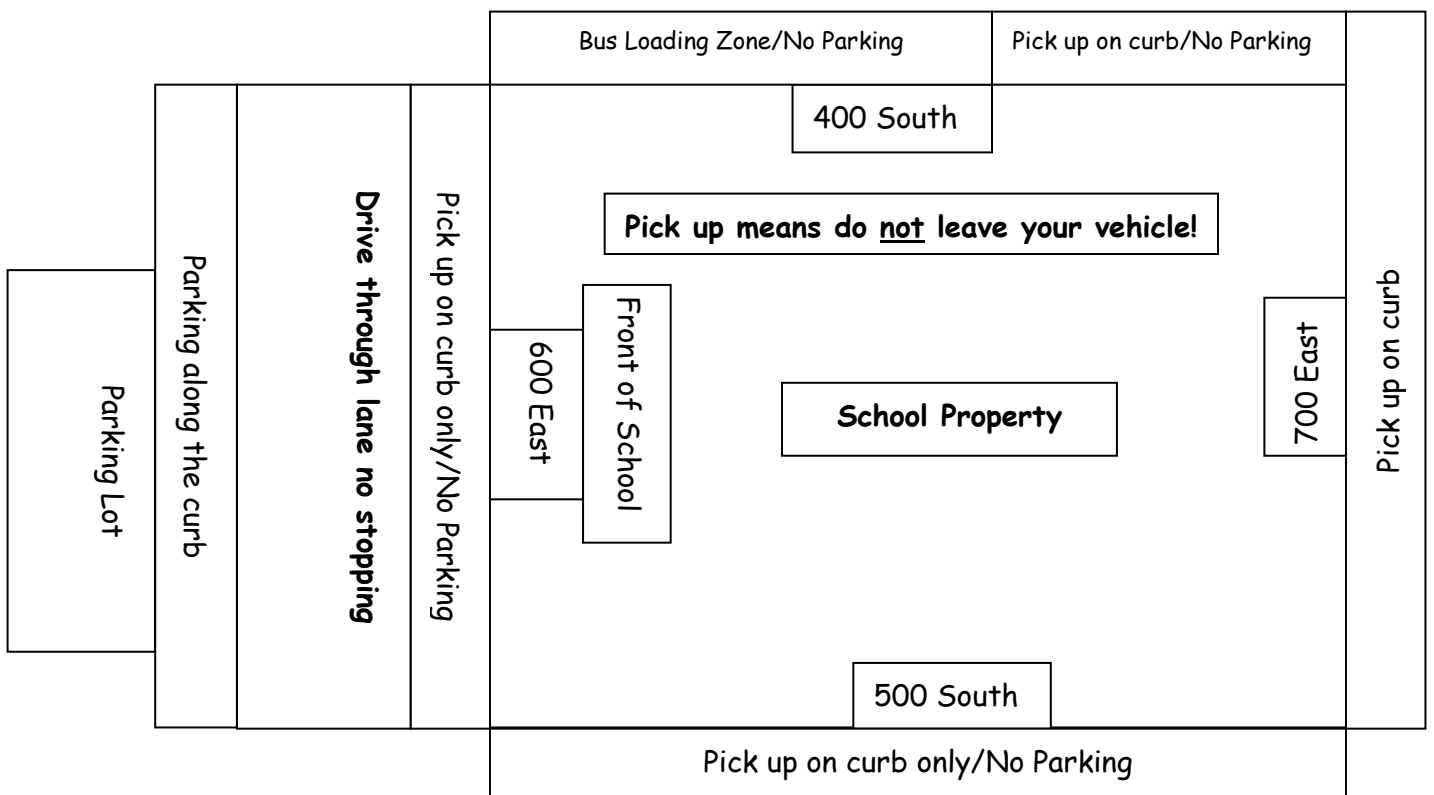 Bus Loading Zone/No Parking
Pick up on curb/No Parking
400 South
Pick up means do not leave your vehicle!
Parking Lot
Parking along the curb
Drive through lane no stopping
Pick up on curb only/No Parking
600 East
Front of School
School Property
700 East
Pick up on curb
500 South
Pick up on curb only/No Parking